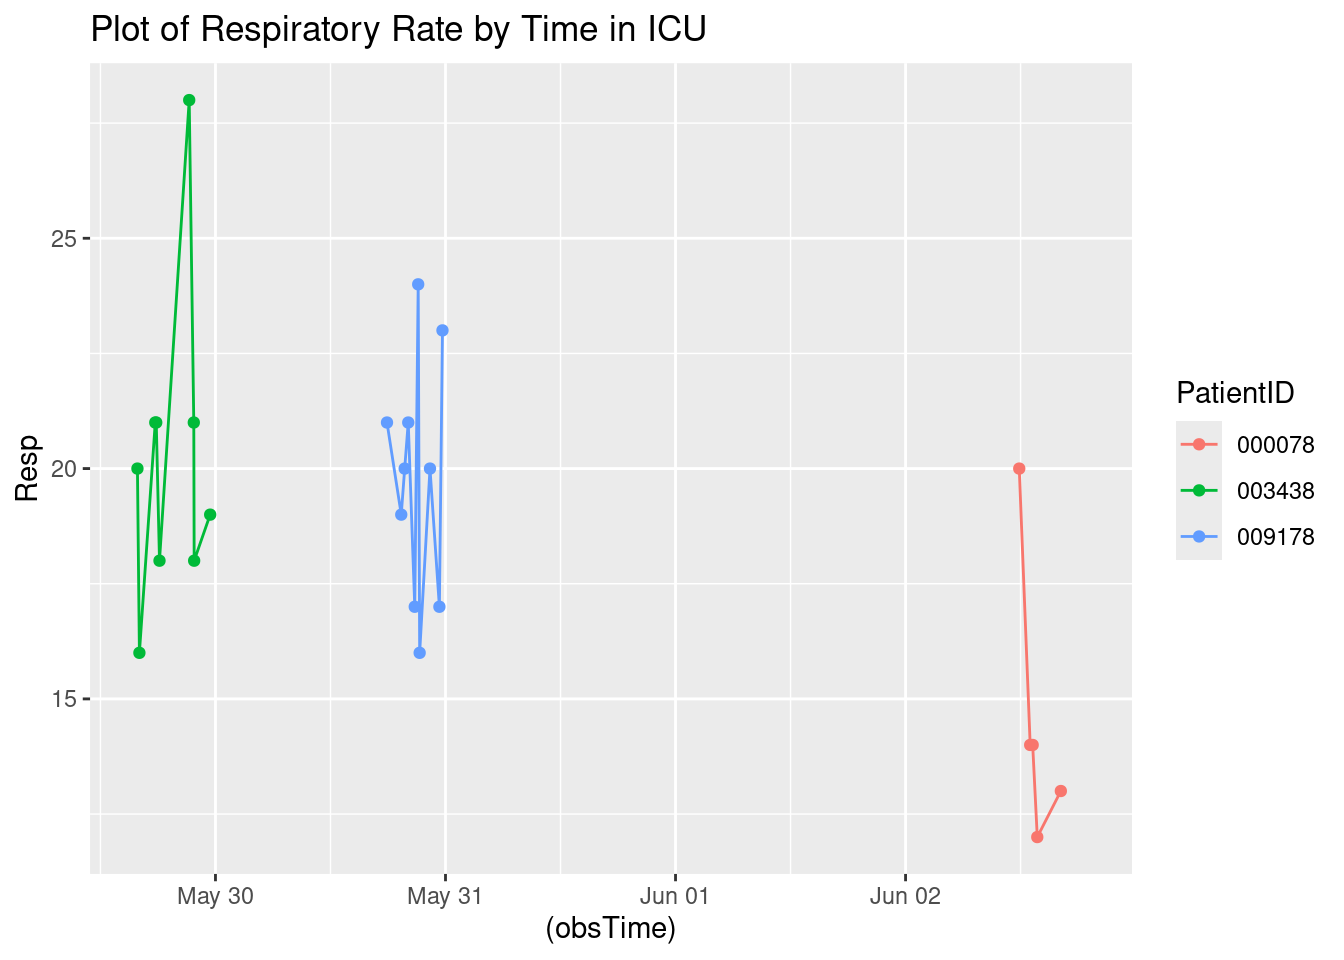 Plot of Respiratory Rate by Time in ICU
25
20
15
Resp
May 30
May 31
Jun 01
Jun 02
(obsTime)
PatientID
000078
003438
009178